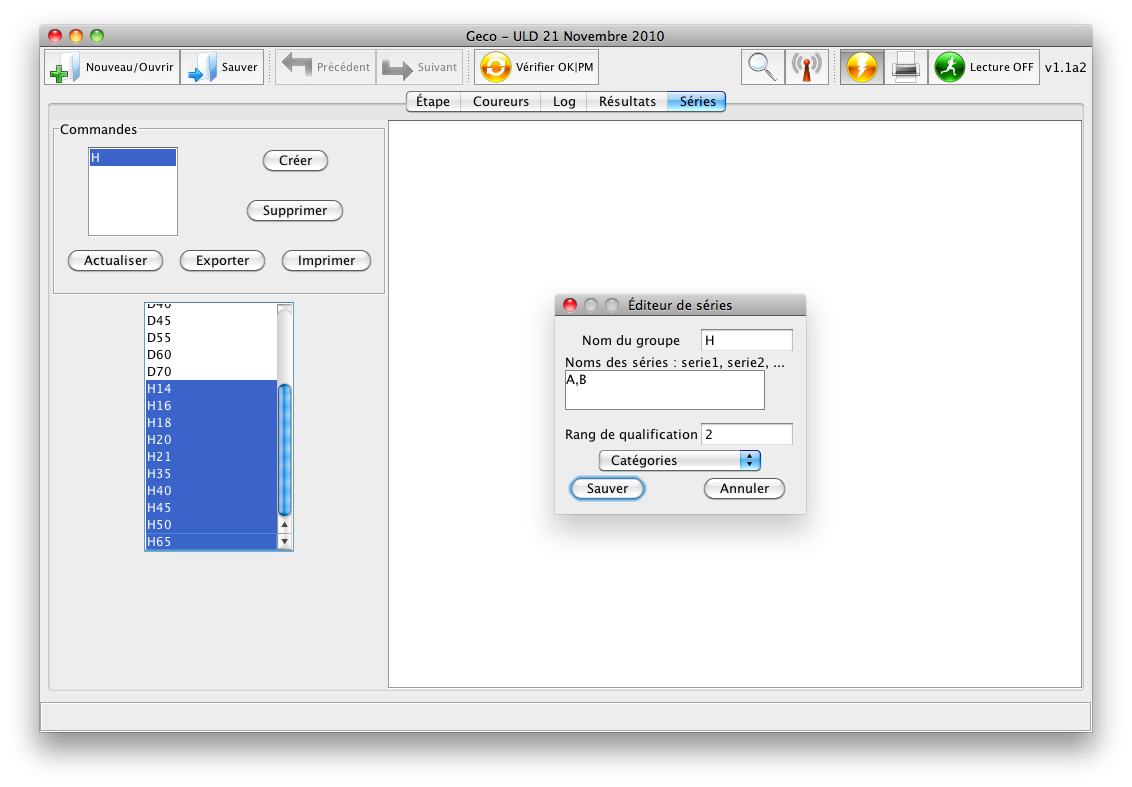 Geco – ULD 21 Novembre 2010
Nouveau/Ouvrir Sauver Précédent Suivant Vérifier OK|PM Lecture OFF v1.1a2
Étape Coureurs Log Résultats Séries
Commandes
H
Créer
Supprimer
Actualiser Exporter Imprimer
D40
D45
D55
D60
D70
H14
H16
H18
H20
H21
H35
H40
H45
H50
H65
Éditeur de séries
Nom du groupe H
Noms des séries : serie1, serie2, ...
A,B
Rang de qualification 2
Catégories
Sauver Annuler